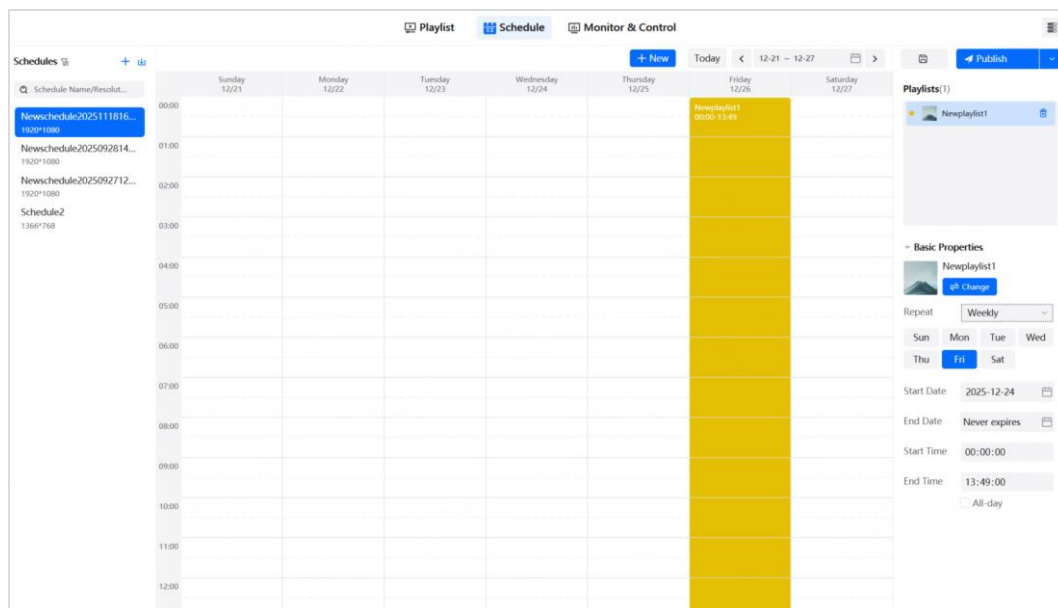 Playlist
Schedule
Monitor & Control
Schedules
Schedule Name/Resolut...
Newschedule2025111816...
1920*1080
Newschedule2025092814...
1920*1080
Newschedule2025092712...
1920*1080
Schedule2
1366*768
+ New
Today
12-21 ~ 12-27
Sunday
12/21
Monday
12/22
Tuesday
12/23
Wednesday
12/24
Thursday
12/25
Friday
12/26
Saturday
12/27
00:00
01:00
02:00
03:00
04:00
05:00
06:00
07:00
08:00
09:00
10:00
11:00
12:00
Newplaylist1
00:00-13:49
Publish
Playlists(1)
Newplaylist1
Basic Properties
Newplaylist1
Change
Repeat Weekly
Sun Mon Tue Wed
Thu Fri Sat
Start Date 2025-12-24
End Date Never expires
Start Time 00:00:00
End Time 13:49:00
All-day